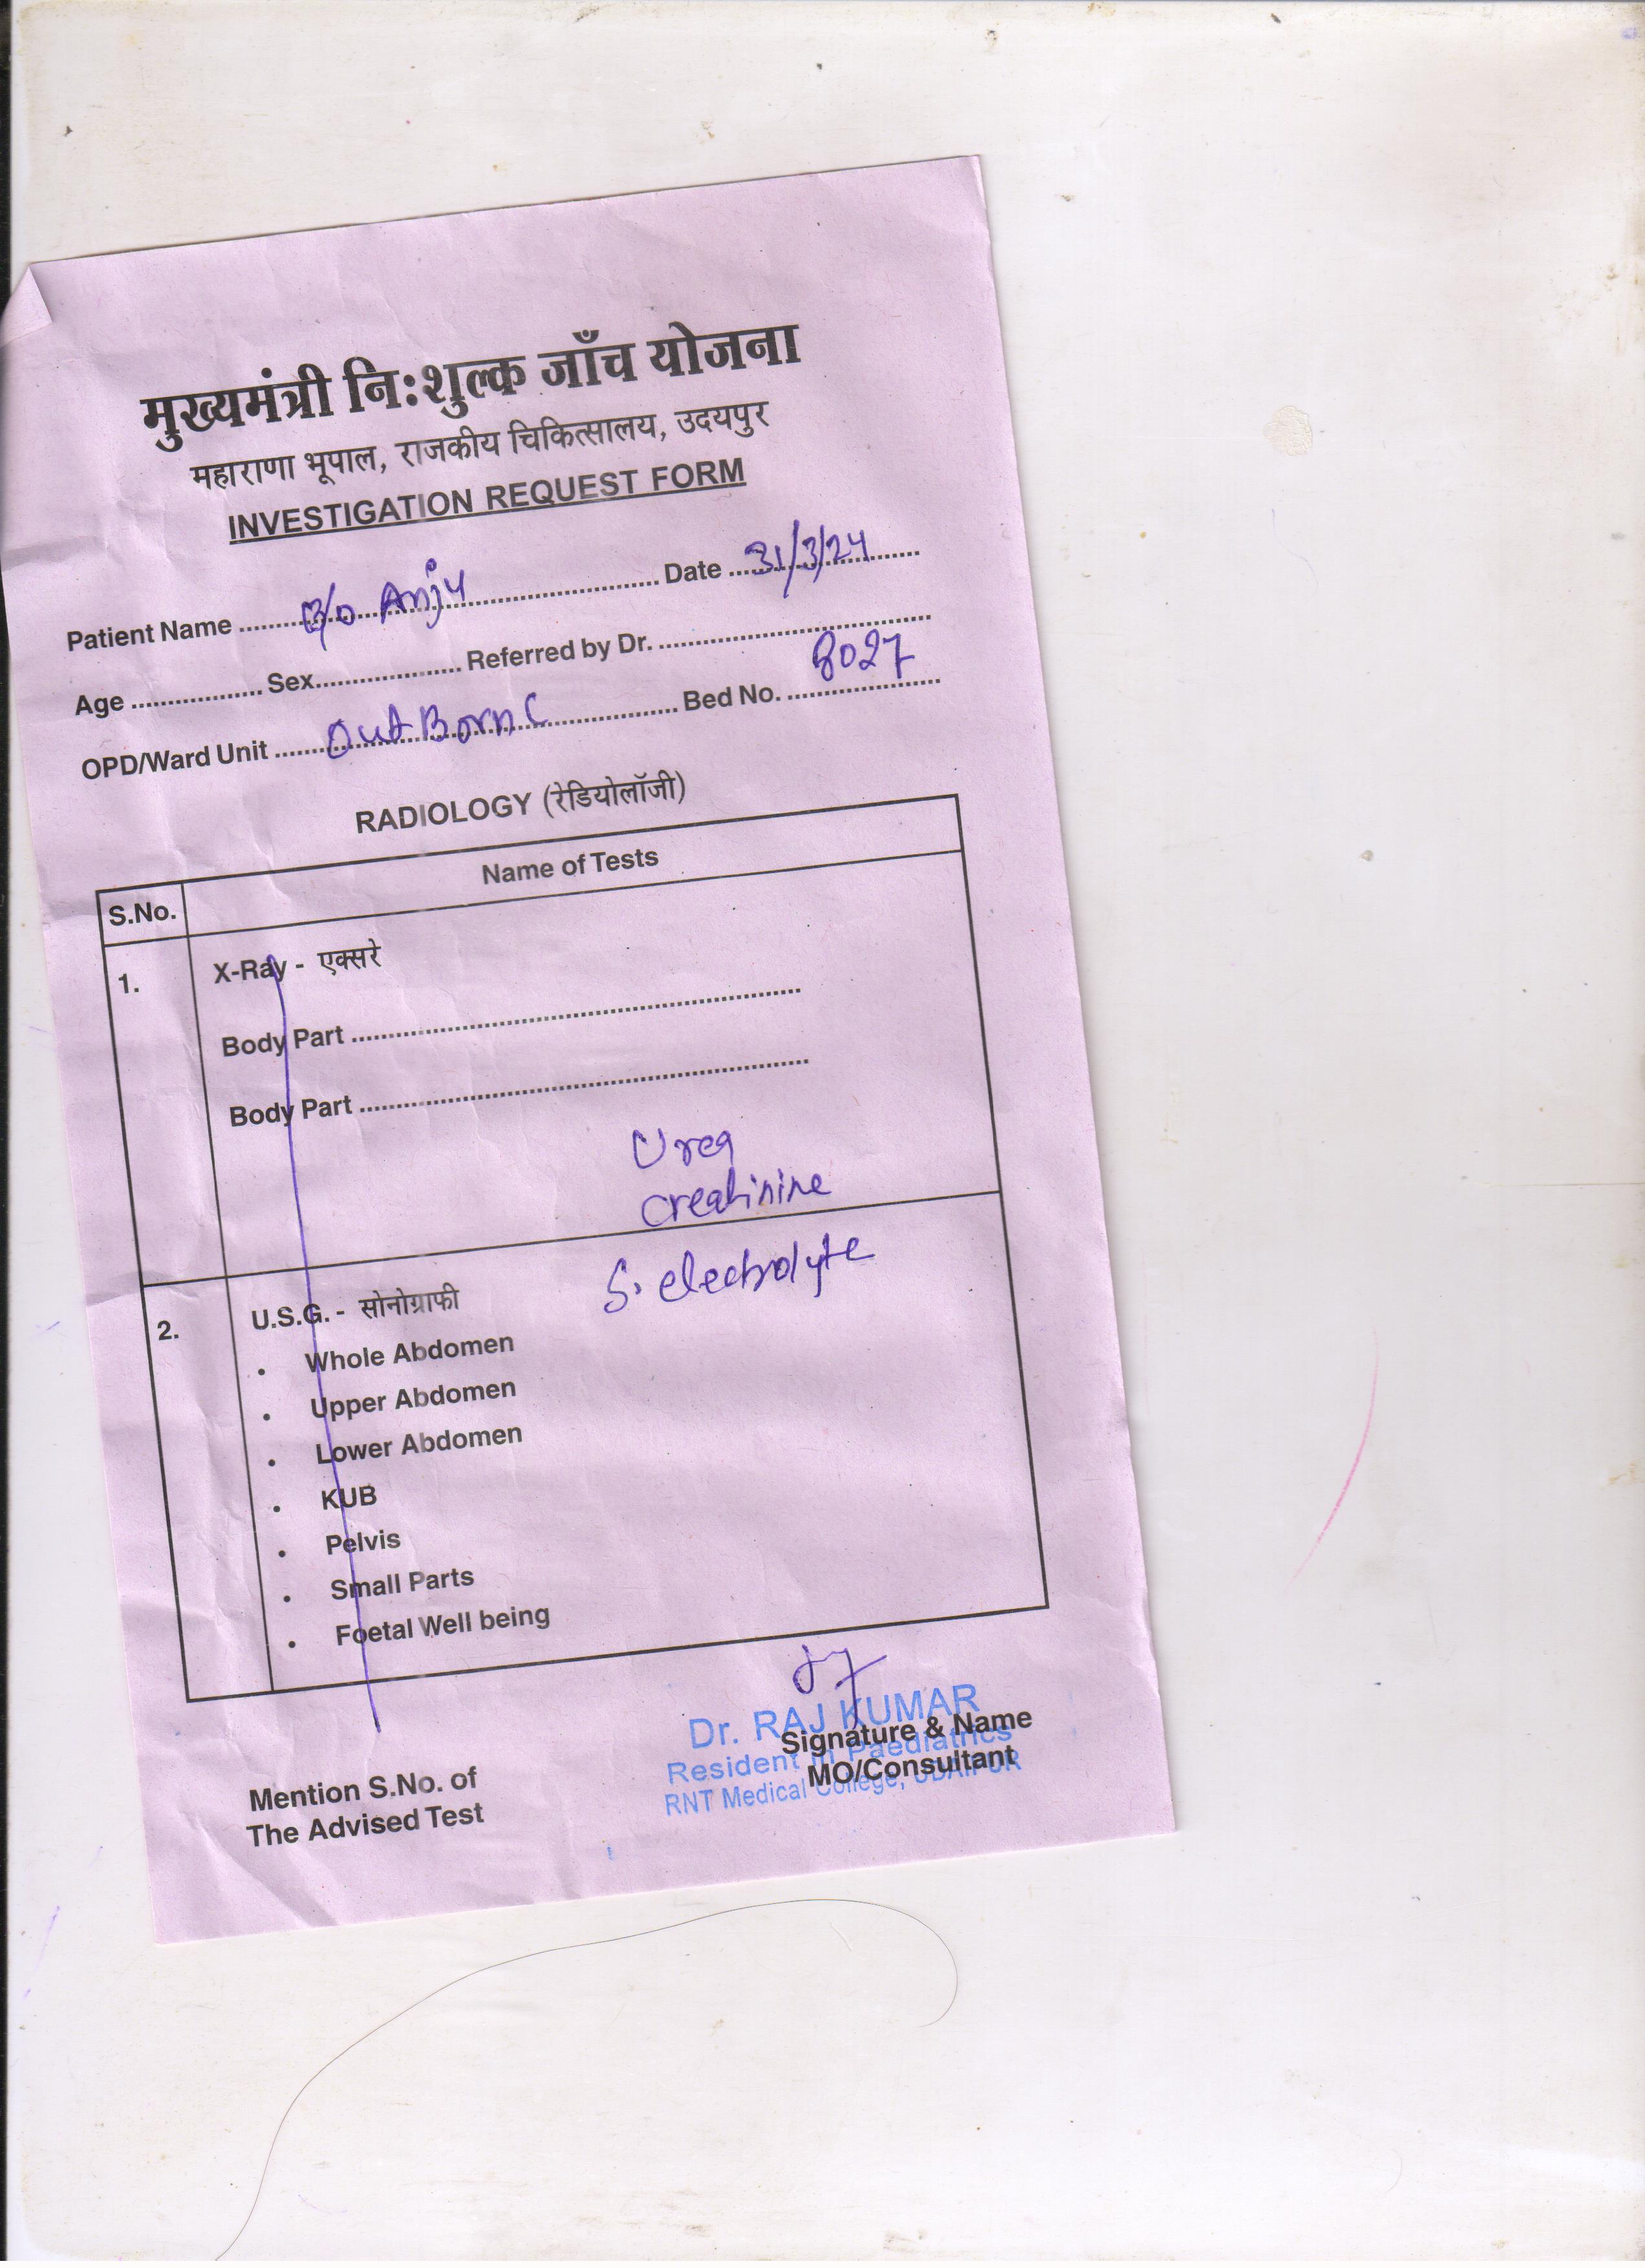 मुख्यमंत्री नि:शुल्क जाँच योजना
महाराणा भूपाल, राजकीय चिकित्सालय, उदयपुर
INVESTIGATION REQUEST FORM
Patient Name ........ B/o Anju ........ Date ........ 31/3/24 ........
Age ........ Sex ........ Referred by Dr. ........
OPD/Ward Unit ........ Out Born C ........ Bed No. ........ 8027
RADIOLOGY (रेडियोलॉजी)
S.No. Name of Tests
1. X-Ray - एक्सरे
Body Part ........
Body Part ........
Urea
Creatinine
S. electrolyte
2. U.S.G. - सोनोग्राफी
• Whole Abdomen
• Upper Abdomen
• Lower Abdomen
• KUB
• Pelvis
• Small Parts
• Foetal Well being
Dr. RAJ KUMAR
Signature & Name
Resident in Paediatrics
MO/Consultant
RNT Medical College, UDAIPUR
Mention S.No. of
The Advised Test